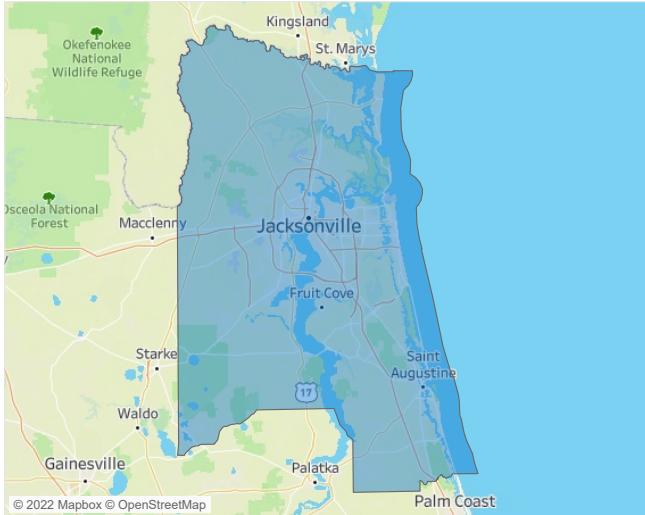 Kingsland
St. Marys
Okefenokee
National
Wildlife Refuge
Osceola National
Forest
Macclenny
Jacksonville
Fruit Cove
Starke
Saint
Augustine
17
Waldo
Gainesville
Palatka
Palm Coast
© 2022 Mapbox © OpenStreetMap